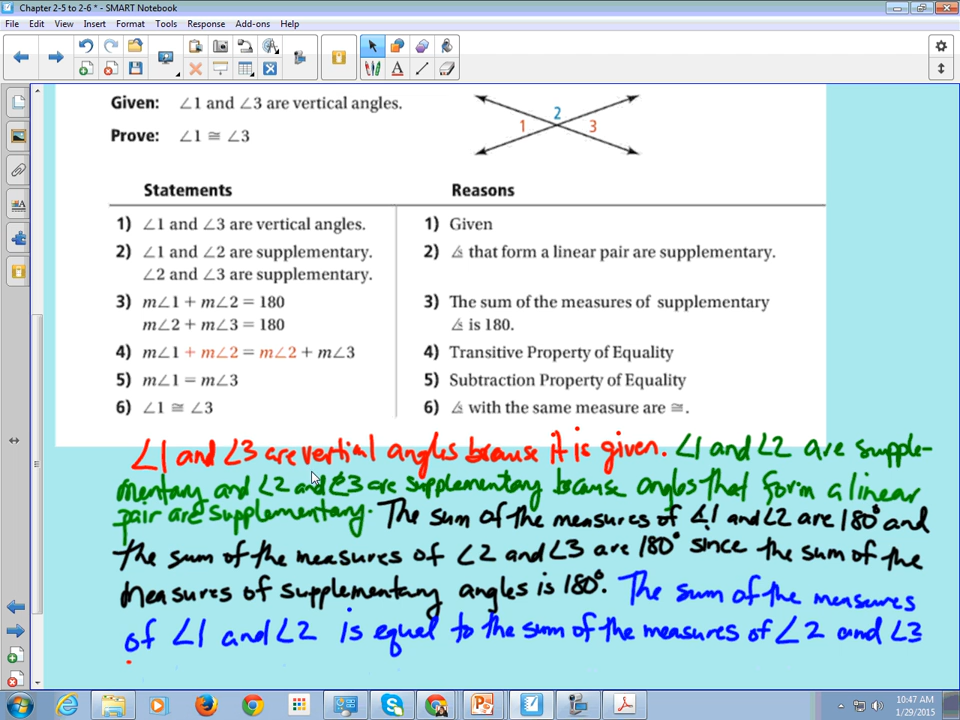 Chapter 2-5 to 2-6 * - SMART Notebook
File Edit View Insert Format Tools Response Add-ons Help
Given: ∠1 and ∠3 are vertical angles.
Prove: ∠1 ≅ ∠3
1 2 3
Statements Reasons
1) ∠1 and ∠3 are vertical angles. 1) Given
2) ∠1 and ∠2 are supplementary. 2) ∠s that form a linear pair are supplementary.
∠2 and ∠3 are supplementary.
3) m∠1 + m∠2 = 180 3) The sum of the measures of supplementary
m∠2 + m∠3 = 180 ∠s is 180.
4) m∠1 + m∠2 = m∠2 + m∠3 4) Transitive Property of Equality
5) m∠1 = m∠3 5) Subtraction Property of Equality
6) ∠1 ≅ ∠3 6) ∠s with the same measure are ≅.
∠1 and ∠3 are vertial angles because it is given. ∠1 and ∠2 are supple-
mentary and ∠2 and ∠3 are supplementary because angles that form a linear
pair are supplementary. The sum of the measures of ∠1 and ∠2 are 180° and
the sum of the measures of ∠2 and ∠3 are 180° since the sum of the
measures of supplementary angles is 180°. The sum of the measures
of ∠1 and ∠2 is equal to the sum of the measures of ∠2 and ∠3
10:47 AM
1/29/2015